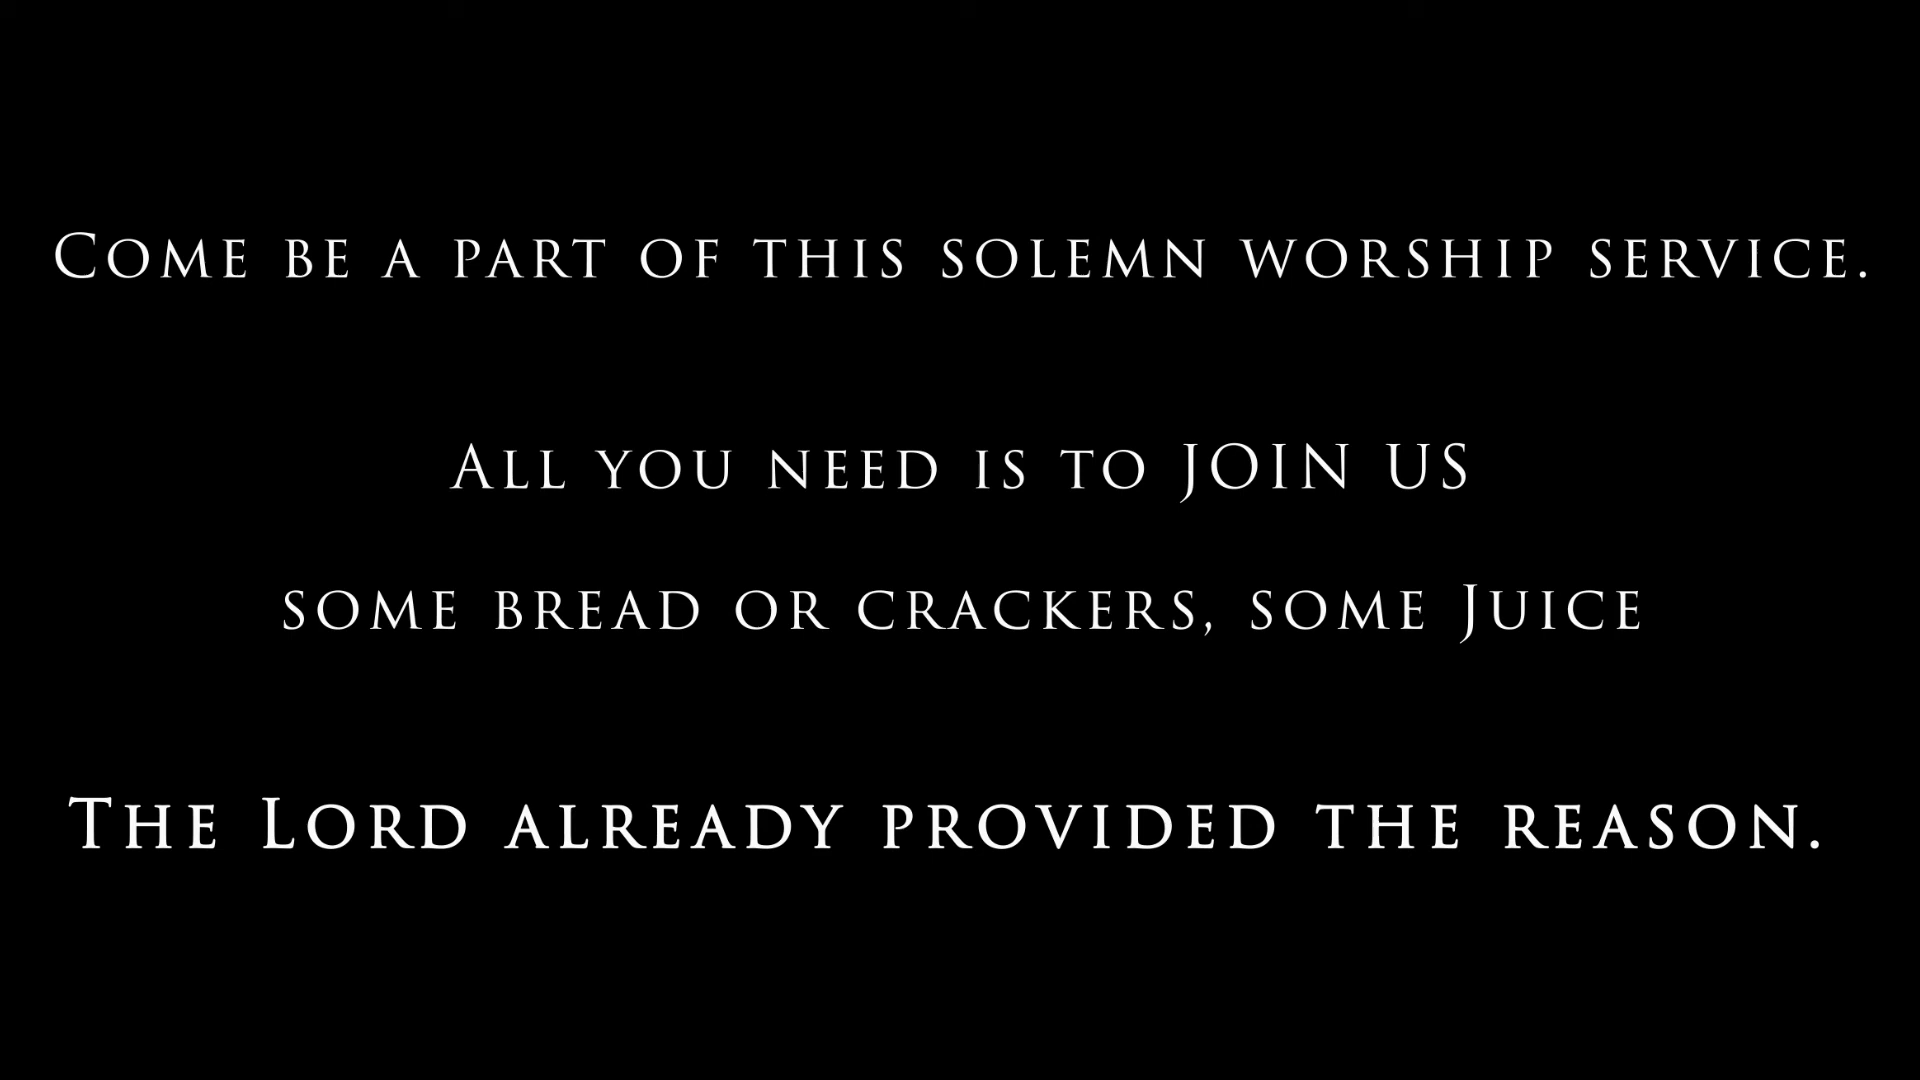 Come be a part of this solemn worship service.
All you need is to JOIN US
some bread or crackers, some Juice
The Lord already provided the reason.